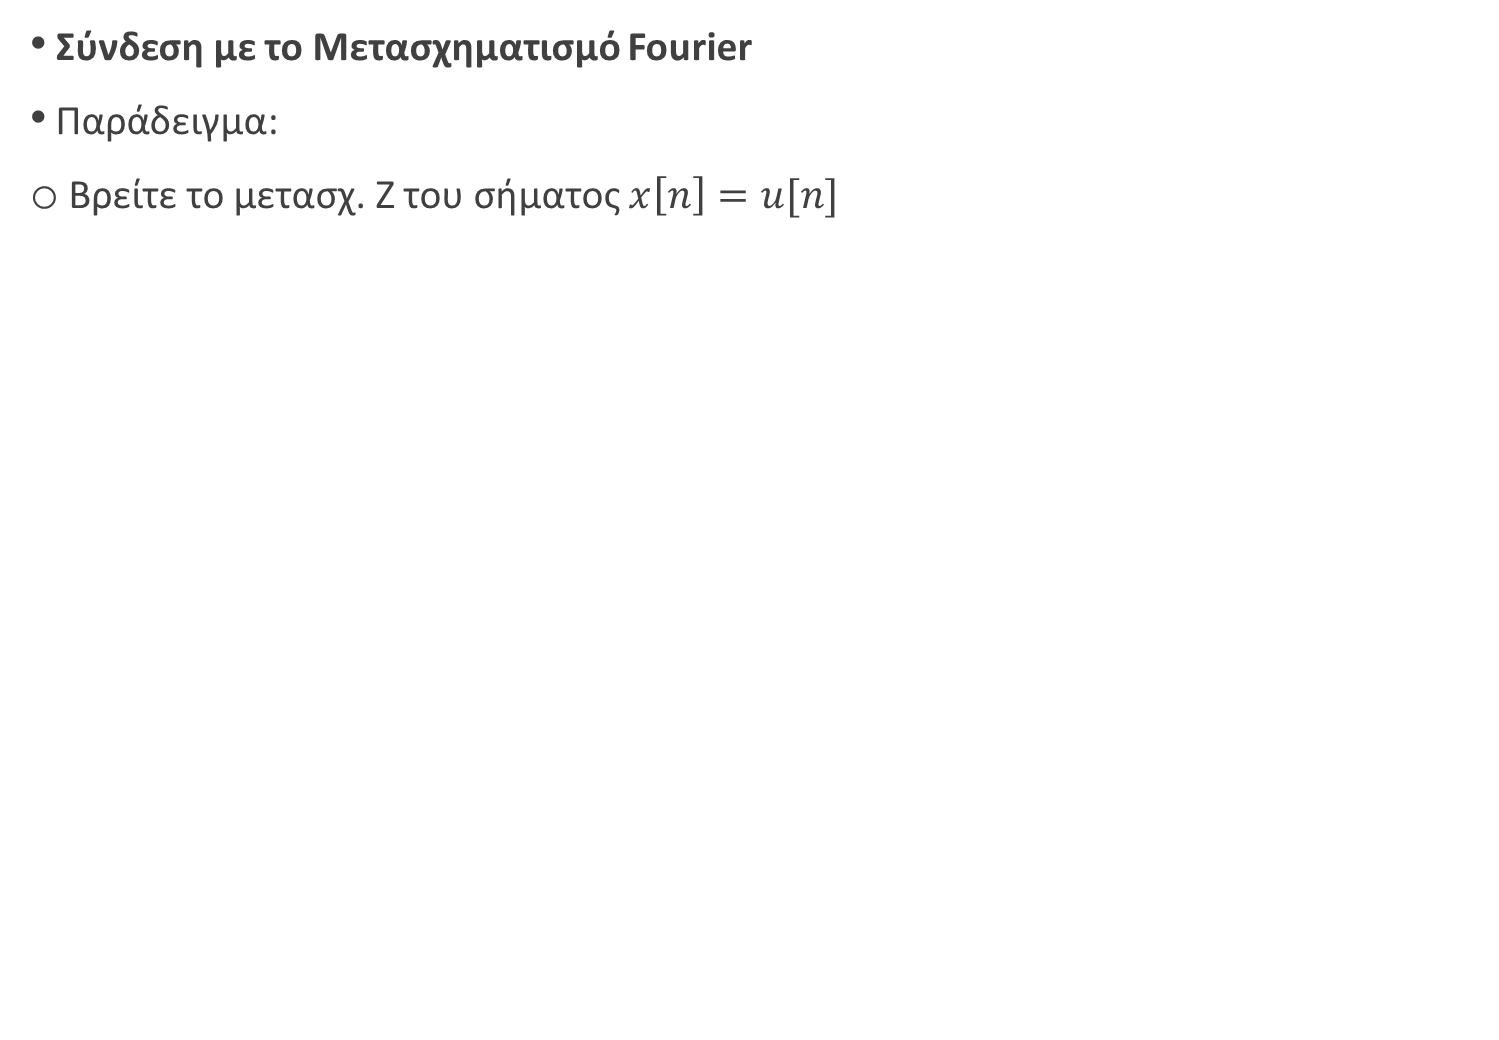 • Σύνδεση με το Μετασχηματισμό Fourier
• Παράδειγμα:
○ Βρείτε το μετασχ. Ζ του σήματος x[n] = u[n]